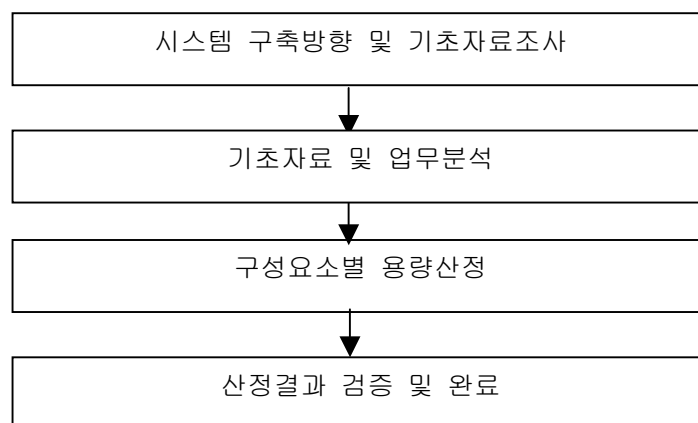 시스템 구축방향 및 기초자료조사
기초자료 및 업무분석
구성요소별 용량산정
산정결과 검증 및 완료